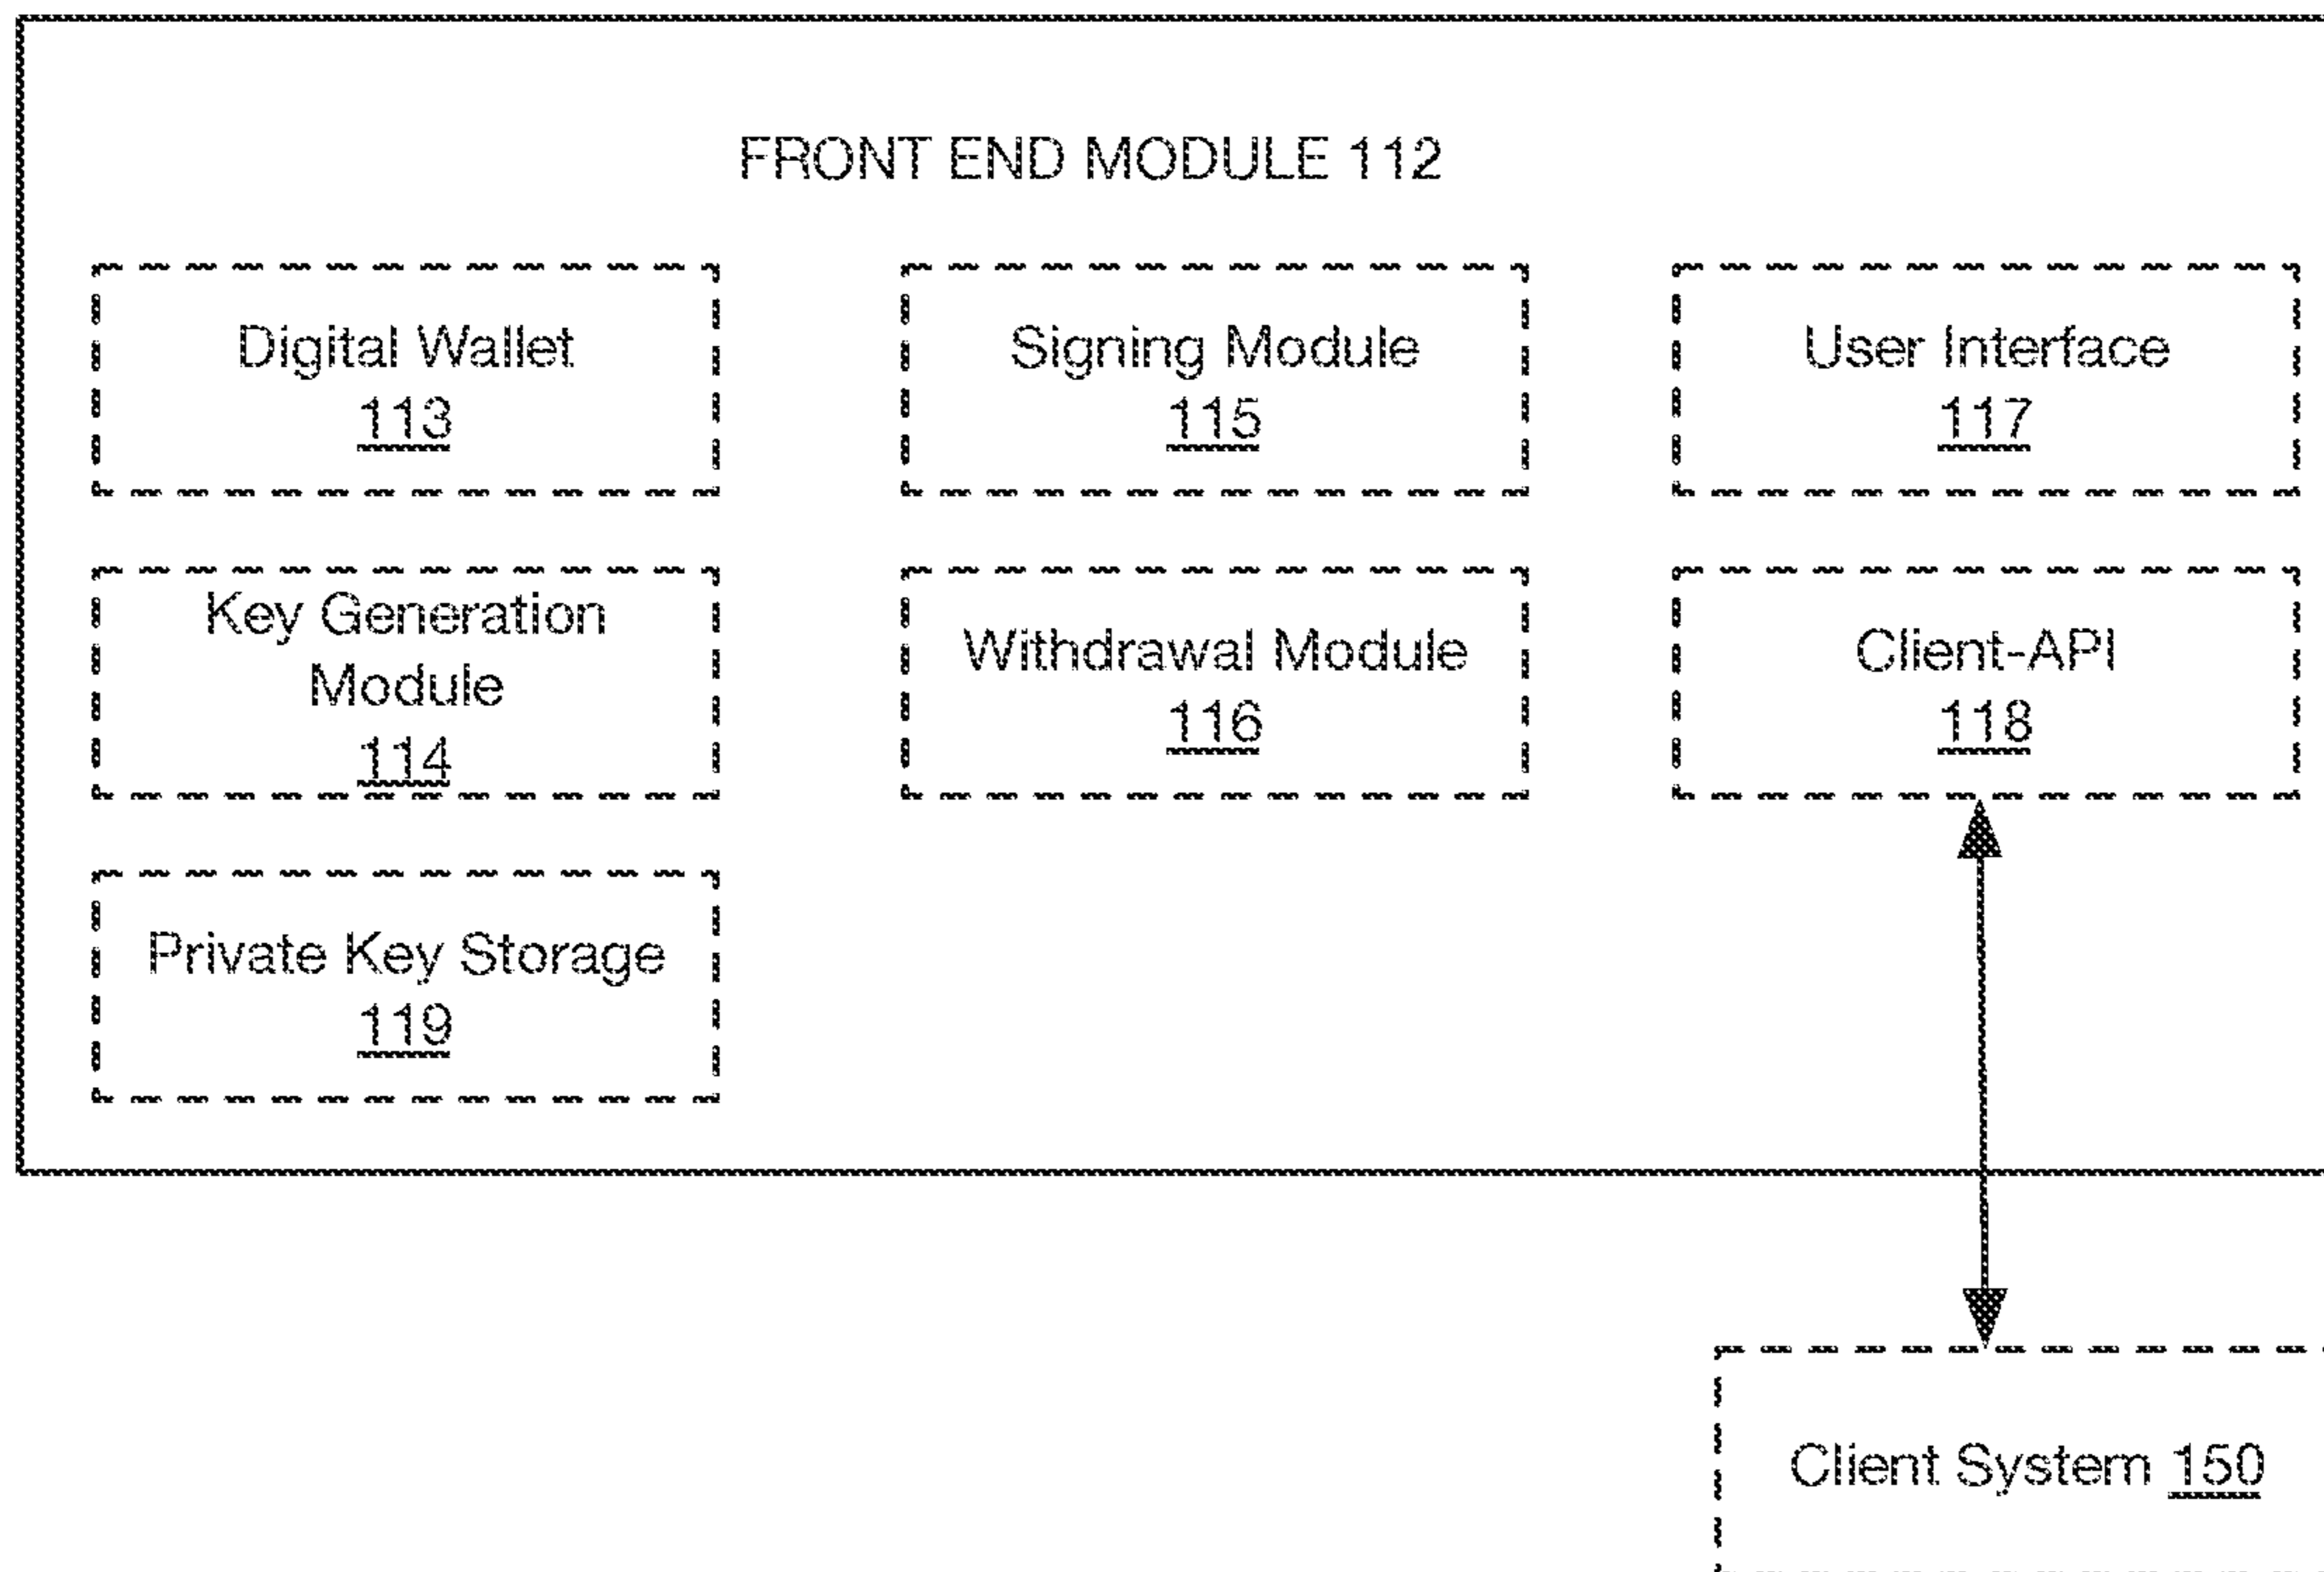 FRONT END MODULE 112
Digital Wallet
113
Signing Module
115
User Interface
117
Key Generation
Module
114
Withdrawal Module
116
Client-API
118
Private Key Storage
119
Client System 150